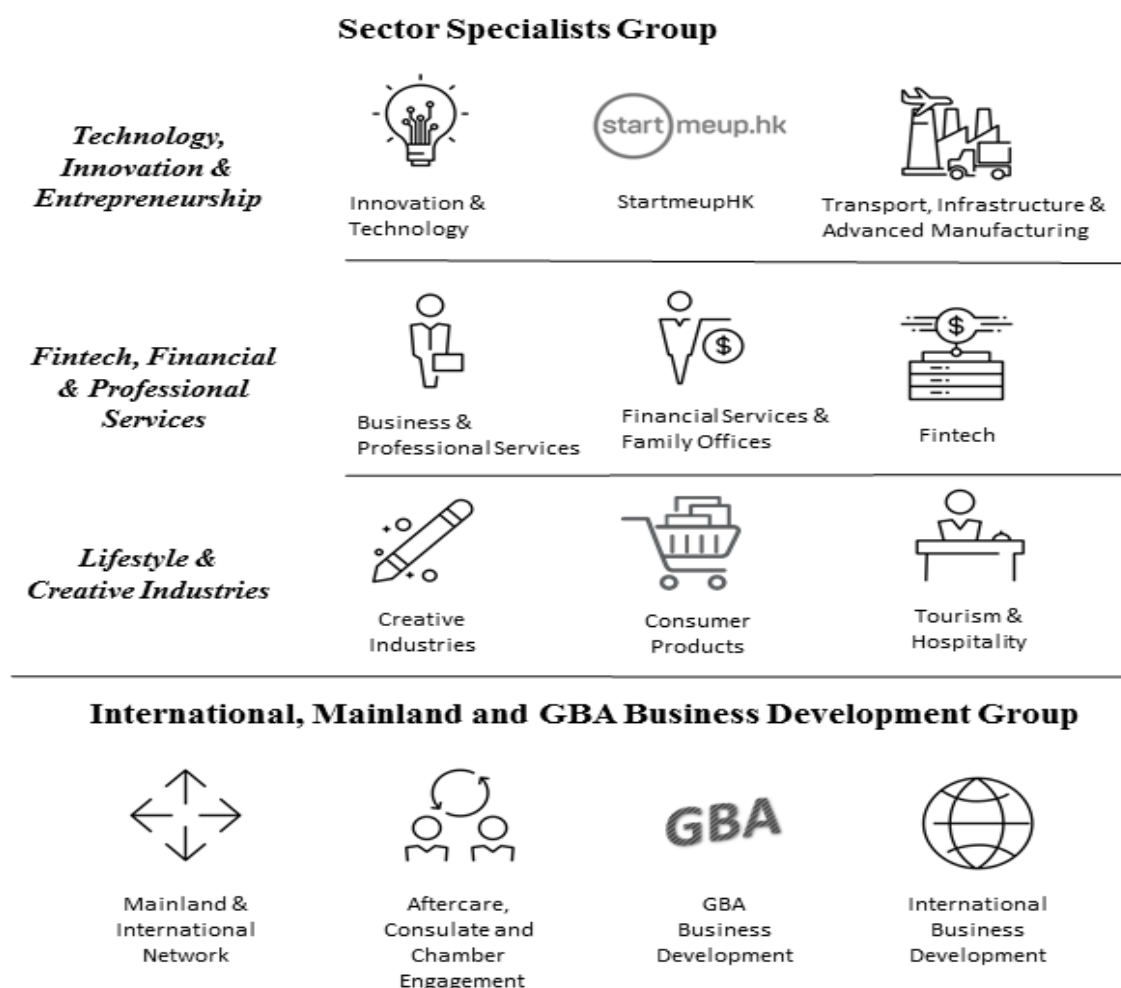 Sector Specialists Group
Technology,
Innovation &
Entrepreneurship
start meup.hk
Innovation &
Technology
StartmeupHK
Transport, Infrastructure &
Advanced Manufacturing
Fintech, Financial
& Professional
Services
$
$
Business &
Professional Services
Financial Services &
Family Offices
Fintech
Lifestyle &
Creative Industries
Creative
Industries
Consumer
Products
Tourism &
Hospitality
International, Mainland and GBA Business Development Group
GBA
Mainland &
International
Network
Aftercare,
Consulate and
Chamber
Engagement
GBA
Business
Development
International
Business
Development